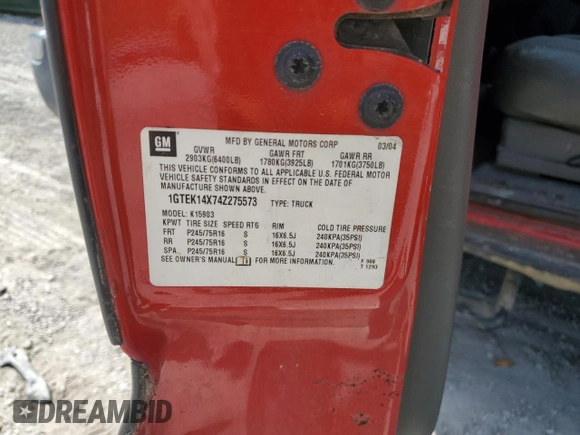 GM
MFD BY GENERAL MOTORS CORP 03/04
GVWR GAWR FRT GAWR RR
2903KG(6400LB) 1780KG(3925LB) 1701KG(3750LB)
THIS VEHICLE CONFORMS TO ALL APPLICABLE U.S. FEDERAL MOTOR
VEHICLE SAFETY STANDARDS IN EFFECT ON THE DATE OF
MANUFACTURE SHOWN ABOVE.
1GTEK14X74Z275573 TYPE: TRUCK
MODEL: K15903
KPWT TIRE SIZE SPEED RTG RIM COLD TIRE PRESSURE
FRT P245/75R16 S 16X6.5J 240KPA(35PSI)
RR P245/75R16 S 16X6.5J 240KPA(35PSI)
SPA P245/75R16 S 16X6.5J 240KPA(35PSI)
SEE OWNER'S MANUAL FOR MORE INFORMATION.
DREAMBID